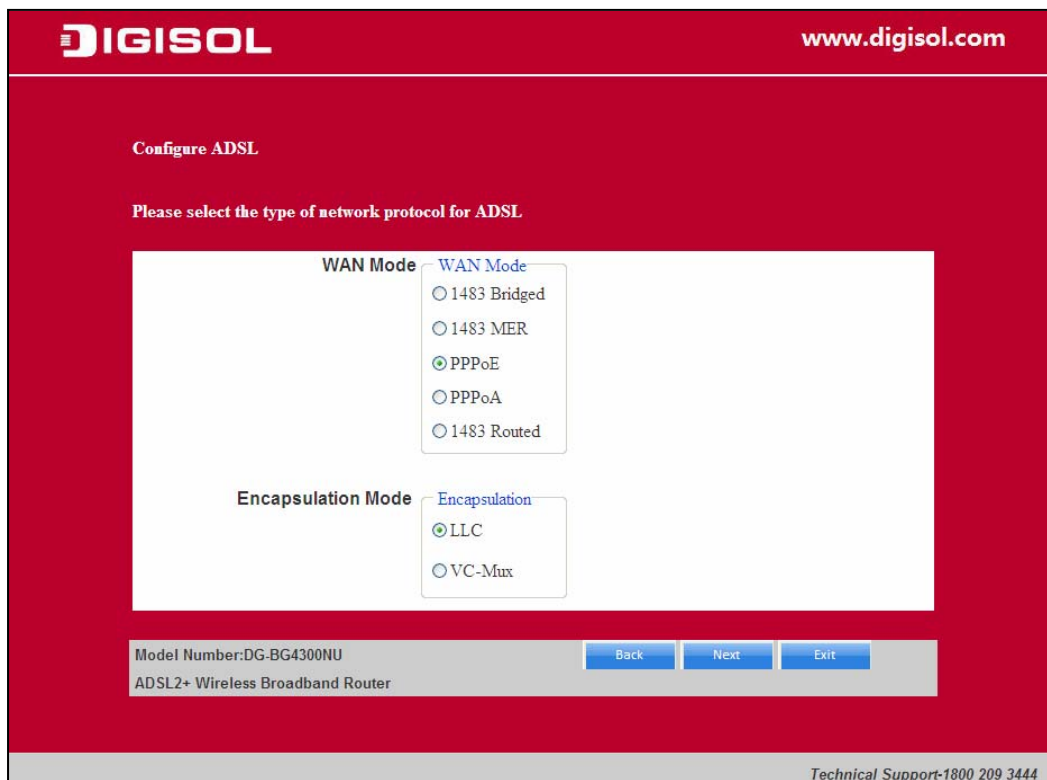 DIGISOL
www.digisol.com
Configure ADSL
Please select the type of network protocol for ADSL
WAN Mode
WAN Mode
1483 Bridged
1483 MER
PPPoE
PPPoA
1483 Routed
Encapsulation Mode
Encapsulation
LLC
VC-Mux
Model Number:DG-BG4300NU
Back
Next
Exit
ADSL2+ Wireless Broadband Router
Technical Support-1800 209 3444